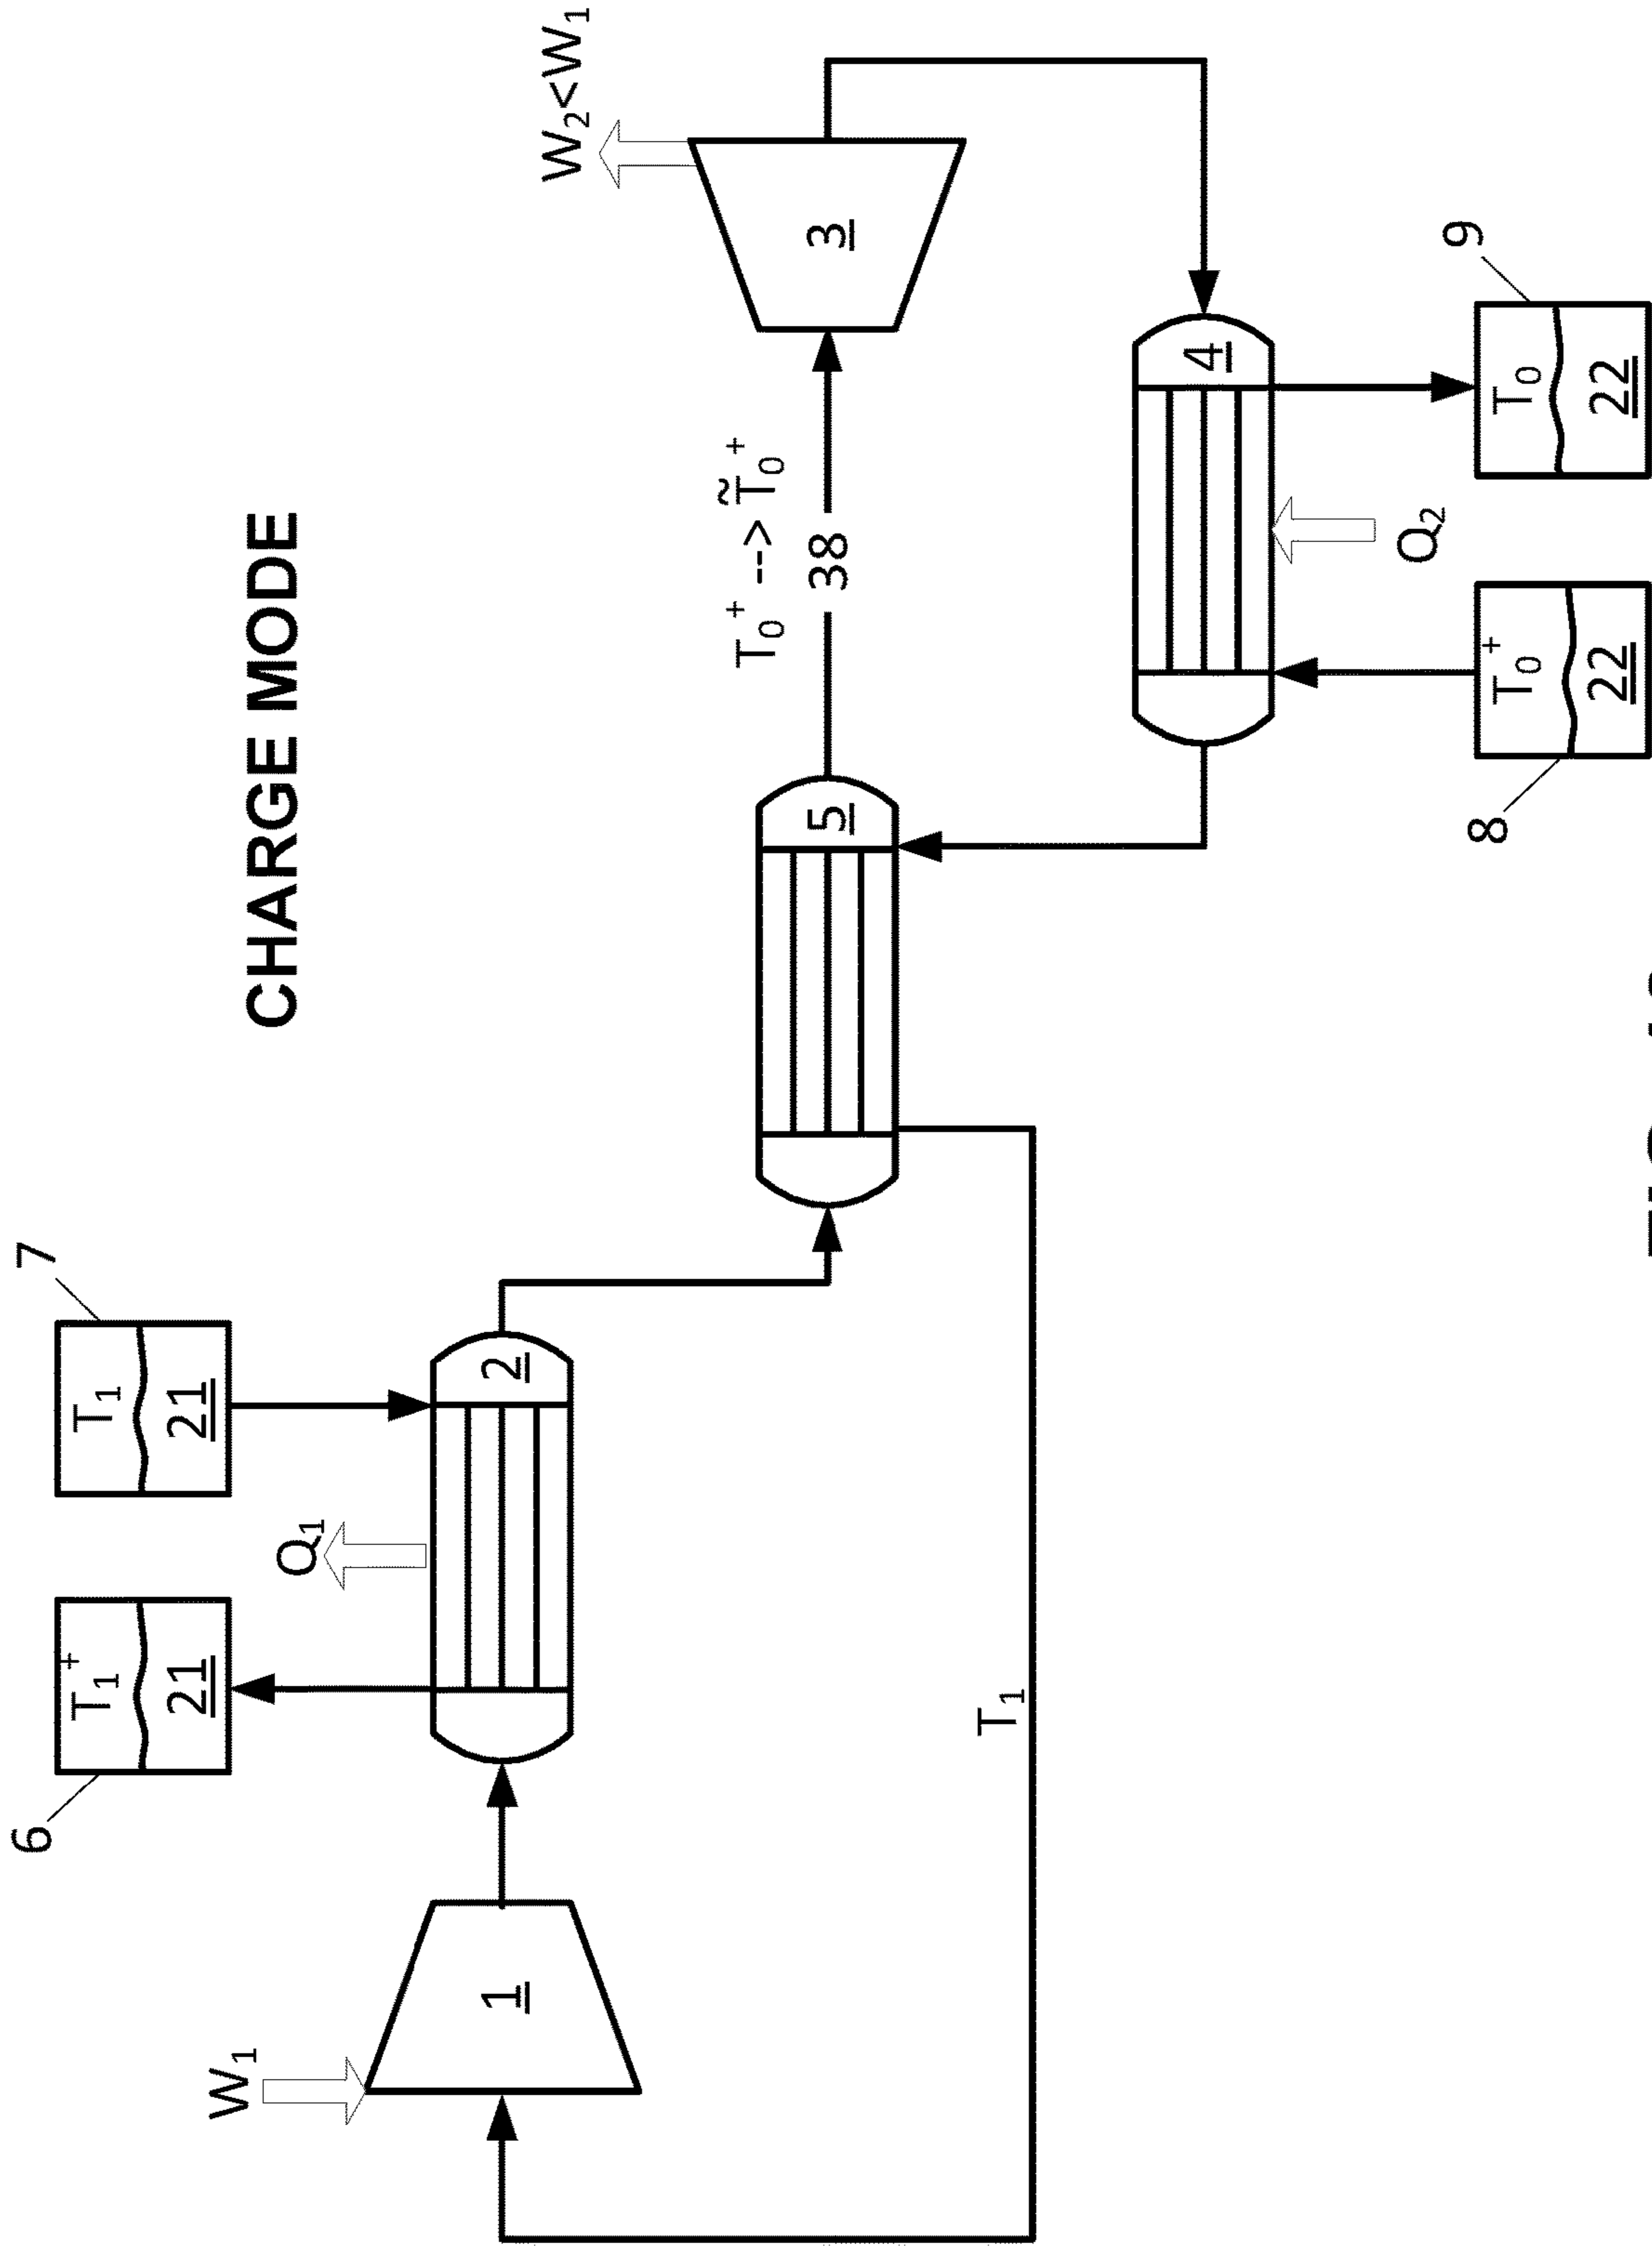 6
7
T₁⁺
T₁
21
21
W₁
CHARGE MODE
Q₁
1
2
W₂<W₁
T₀⁺ --> T̃₀⁺
5
38
3
T₁
4
Q₂
8
9
T₀⁺
T₀
22
22